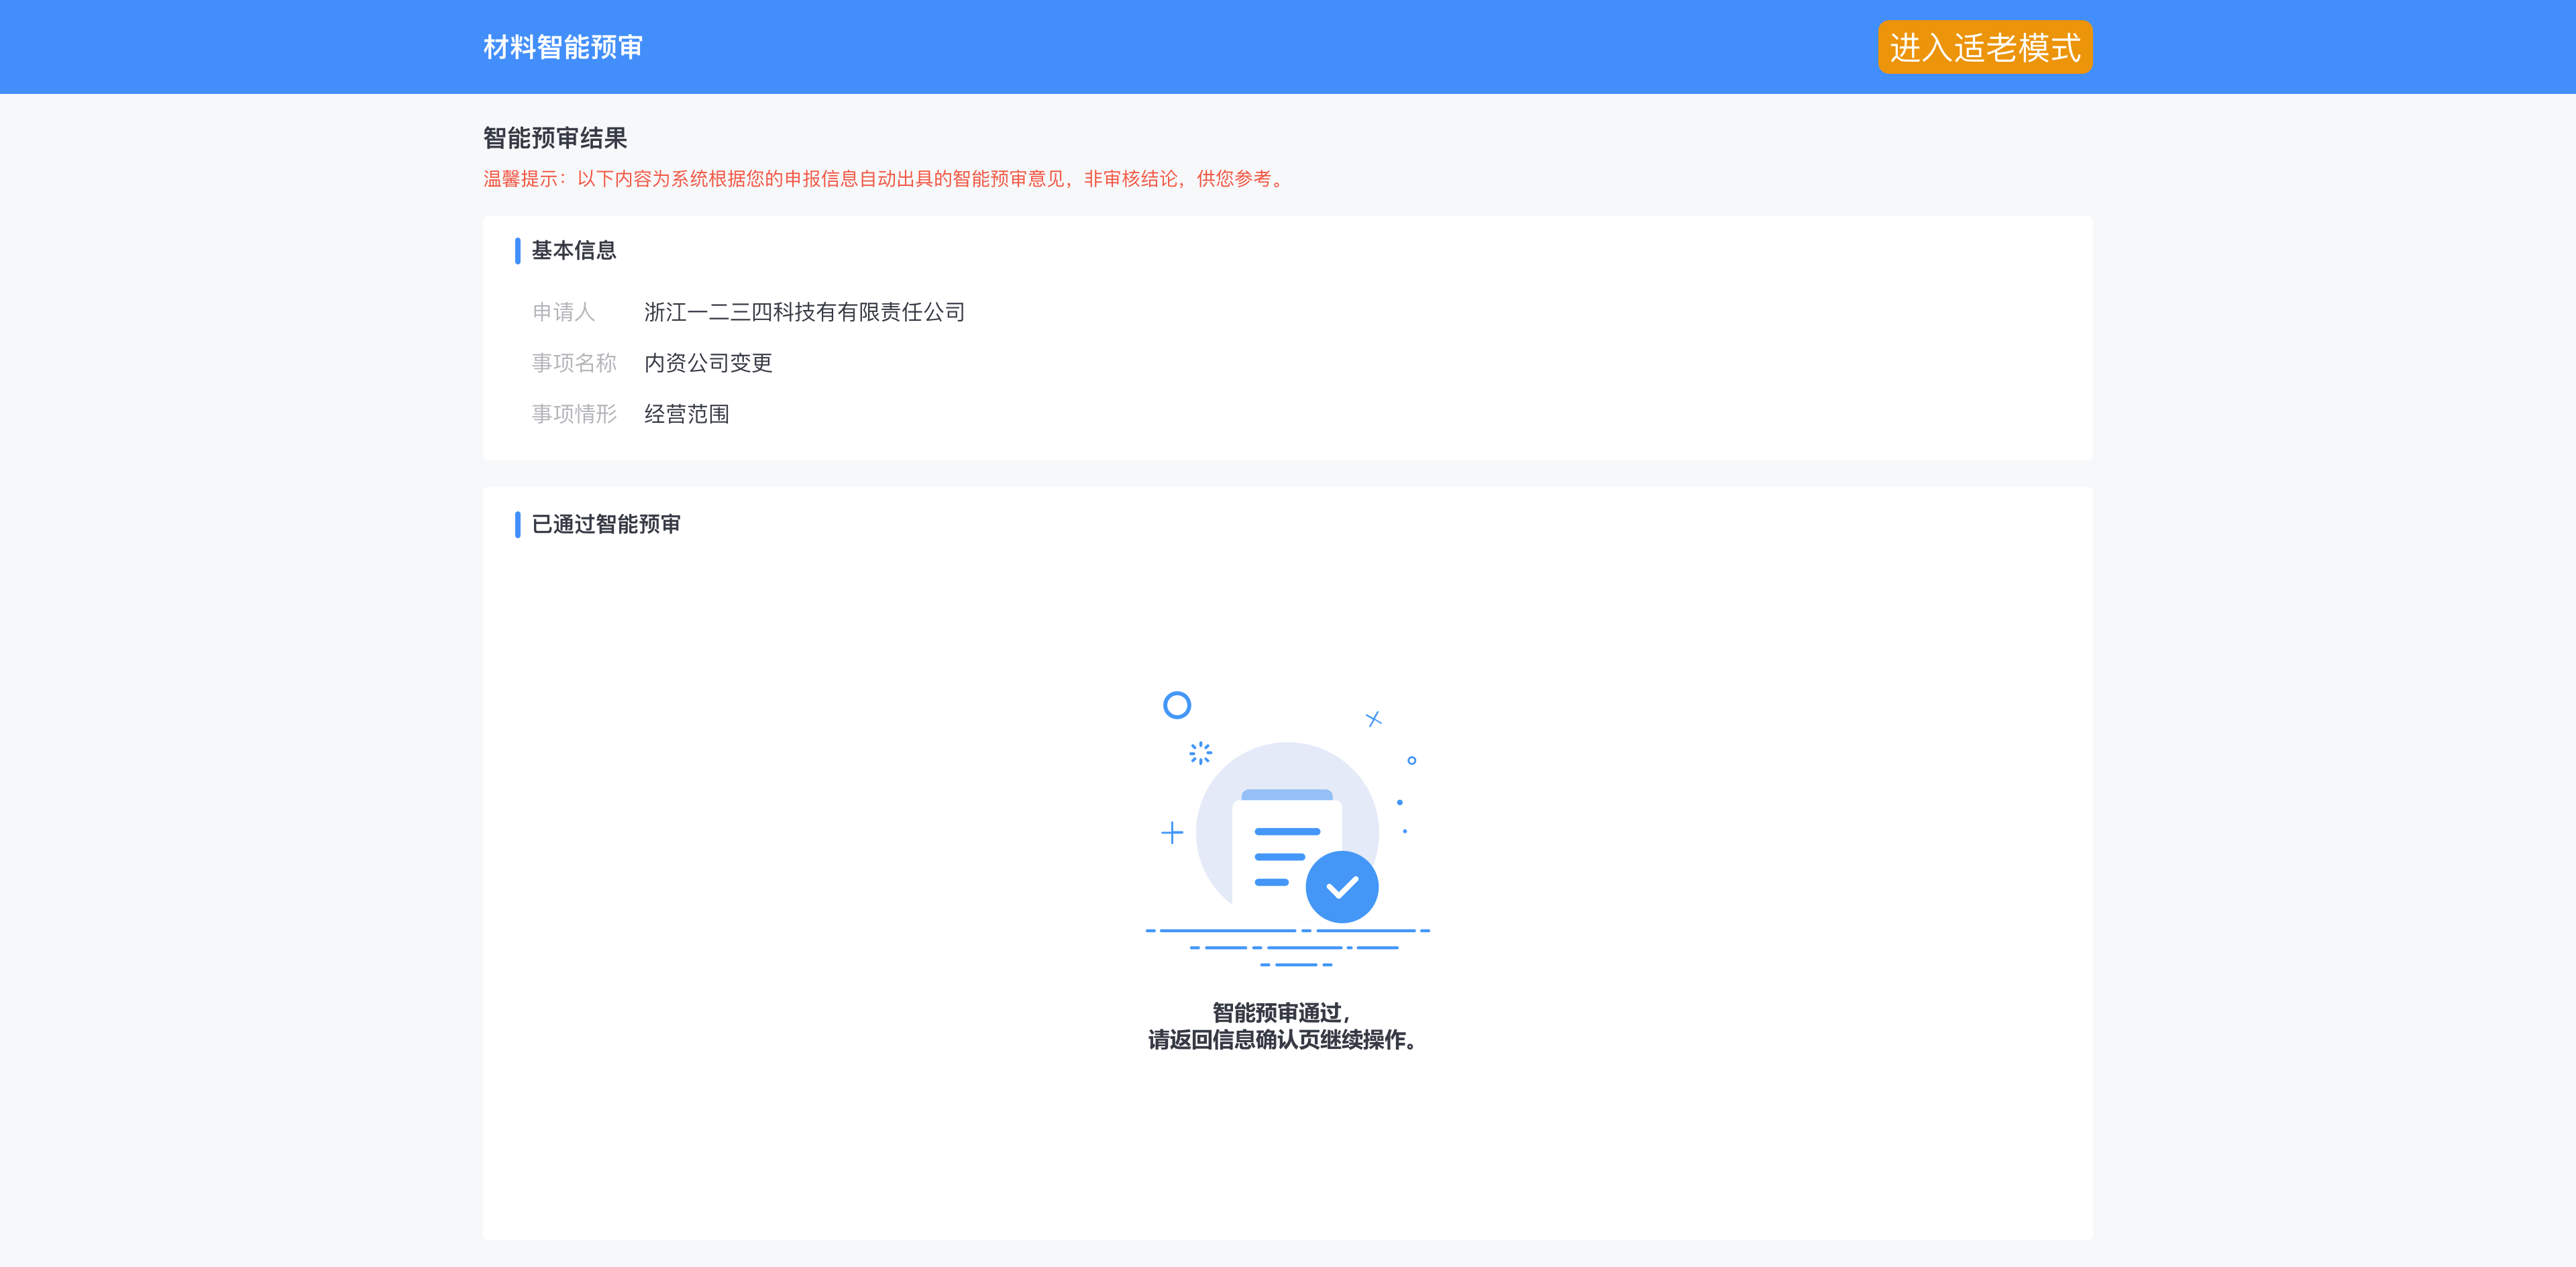 材料智能预审
进入适老模式
智能预审结果
温馨提示：以下内容为系统根据您的申报信息自动出具的智能预审意见，非审核结论，供您参考。
基本信息
申请人 浙江一二三四科技有有限责任公司
事项名称 内资公司变更
事项情形 经营范围
已通过智能预审
智能预审通过，
请返回信息确认页继续操作。